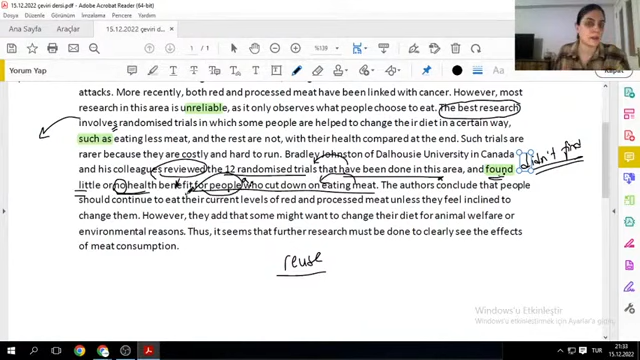 15.12.2022 çeviri dersi.pdf - Adobe Acrobat Reader (64-bit)
Dosya Düzenle Görünüm İmzala Pencere Yardım
Ana Sayfa Araçlar 15.12.2022 çeviri dersi... ×
1 / 1 %139
Yorum Yap
attacks. More recently, both red and processed meat have been linked with cancer. However, most
research in this area is unreliable, as it only observes what people choose to eat. The best research
involves randomised trials in which some people are helped to change their diet in a certain way,
such as eating less meat, and the rest are not, with their health compared at the end. Such trials are
rarer because they are costly and hard to run. Bradley Johnston of Dalhousie University in Canada
didn't find
and his colleagues reviewed the 12 randomised trials that have been done in this area, and found
little or no health benefit for people who cut down on eating meat. The authors conclude that people
should continue to eat their current levels of red and processed meat unless they feel inclined to
change them. However, they add that some might want to change their diet for animal welfare or
environmental reasons. Thus, it seems that further research must be done to clearly see the effects
of meat consumption.
reuse
Windows'u Etkinleştir
Windows'u etkinleştirmek için Ayarlar'a gidin.
TUR 21:33
15.12.2022